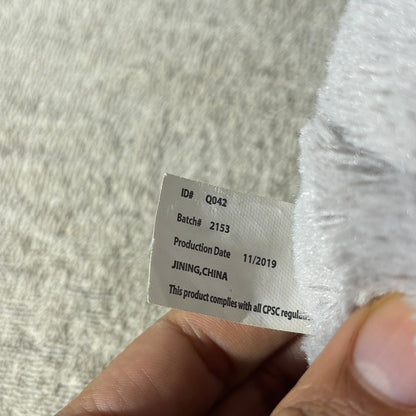 ID# Q042
Batch# 2153
Production Date 11/2019
JINING,CHINA
This product complies with all CPSC